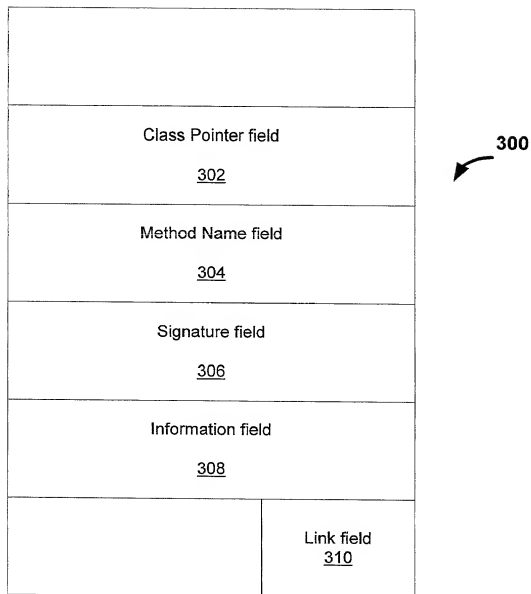 Class Pointer field
302
300
Method Name field
304
Signature field
306
Information field
308
Link field
310